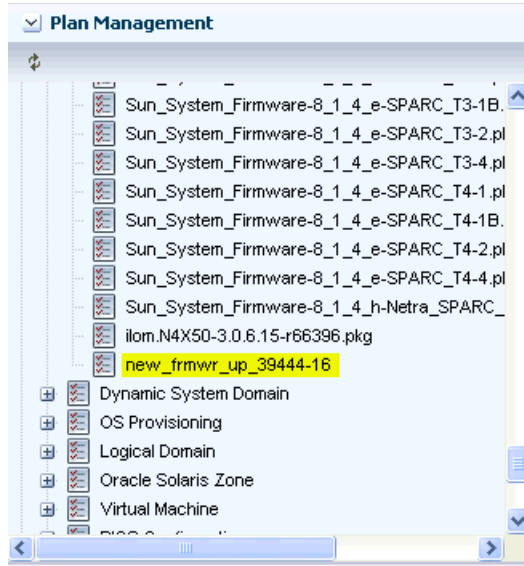 Plan Management
Sun_System_Firmware-8_1_4_e-SPARC_T3-1B.
Sun_System_Firmware-8_1_4_e-SPARC_T3-2.pl
Sun_System_Firmware-8_1_4_e-SPARC_T3-4.pl
Sun_System_Firmware-8_1_4_e-SPARC_T4-1.pl
Sun_System_Firmware-8_1_4_e-SPARC_T4-1B.
Sun_System_Firmware-8_1_4_e-SPARC_T4-2.pl
Sun_System_Firmware-8_1_4_e-SPARC_T4-4.pl
Sun_System_Firmware-8_1_4_h-Netra_SPARC_
ilom.N4X50-3.0.6.15-r66396.pkg
new_frmwr_up_39444-16
Dynamic System Domain
OS Provisioning
Logical Domain
Oracle Solaris Zone
Virtual Machine